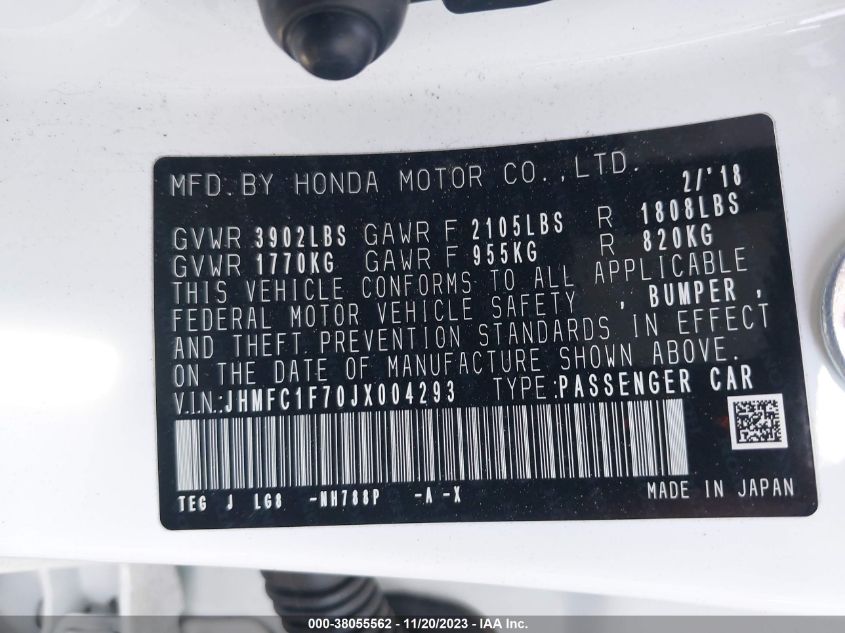 MFD. BY HONDA MOTOR CO., LTD. 2/'18
GVWR 3902LBS GAWR F 2105LBS R 1808LBS
GVWR 1770KG GAWR F 955KG R 820KG
THIS VEHICLE CONFORMS TO ALL APPLICABLE
FEDERAL MOTOR VEHICLE SAFETY , BUMPER ,
AND THEFT PREVENTION STANDARDS IN EFFECT
ON THE DATE OF MANUFACTURE SHOWN ABOVE.
V.I.N.:JHMFC1F70JX004293 TYPE:PASSENGER CAR
TEG J LG8 -NH788P -A -X MADE IN JAPAN
000-38055562 - 11/20/2023 - IAA Inc.